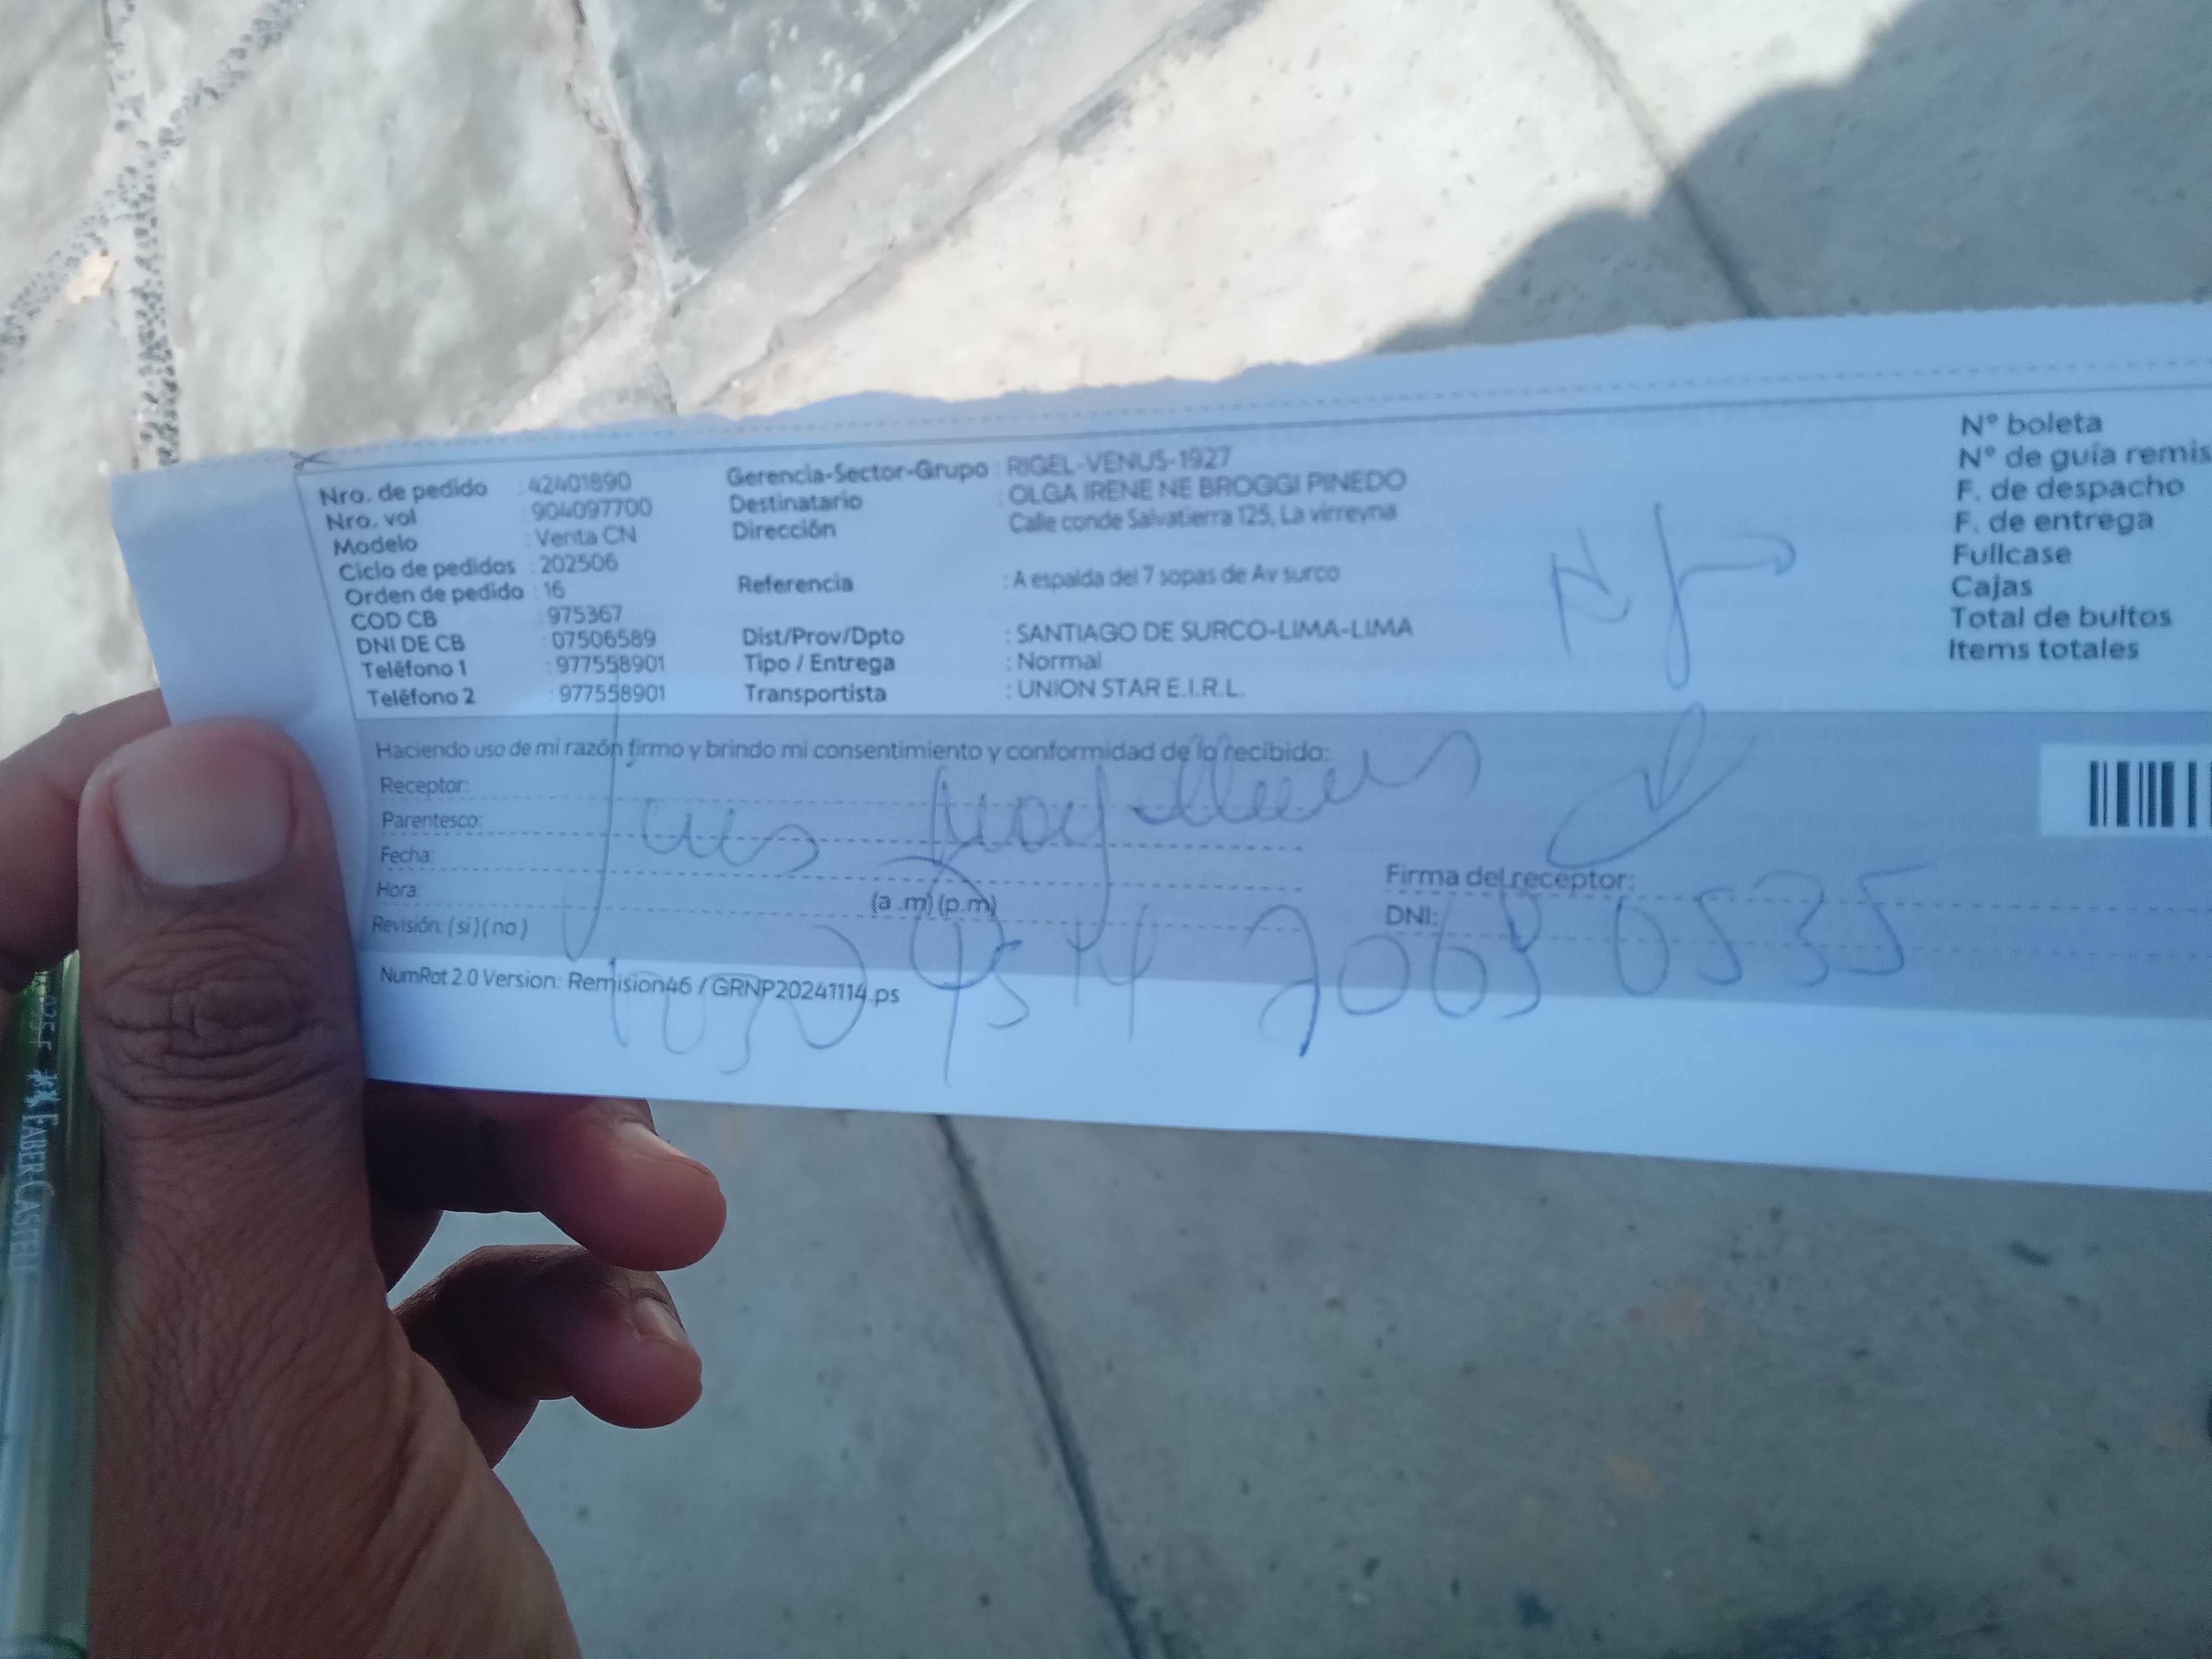 Nro. de pedido : 42401890
Nro. vol : 904097700
Modelo : Venta CN
Ciclo de pedidos : 202506
Orden de pedido : 16
COD CB : 975367
DNI DE CB : 07506589
Teléfono 1 : 977558901
Teléfono 2 : 977558901
Gerencia-Sector-Grupo : RIGEL-VENUS-1927
Destinatario : OLGA IRENE NE BROGGI PINEDO
Dirección Calle conde Salvatierra 125, La virreyna
Referencia : A espalda del 7 sopas de Av surco
Dist/Prov/Dpto : SANTIAGO DE SURCO-LIMA-LIMA
Tipo / Entrega : Normal
Transportista : UNION STAR E.I.R.L.
N° boleta
N° de guía remis
F. de despacho
F. de entrega
Fullcase
Cajas
Total de bultos
Items totales
Haciendo uso de mi razón firmo y brindo mi consentimiento y conformidad de lo recibido:
Receptor:
Parentesco:
Fecha:
Hora: (a .m) (p.m)
Revisión: ( si ) ( no )
Firma del receptor:
DNI:
NumRot 2.0 Version: Remision46 / GRNP20241114.ps
FABER-CASTELL